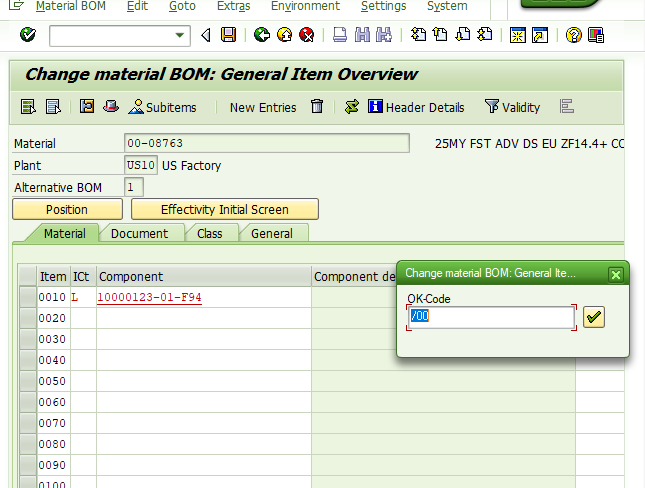 Material BOM Edit Goto Extras Environment Settings System
Change material BOM: General Item Overview
Subitems New Entries Header Details Validity
Material 00-08763 25MY FST ADV DS EU ZF14.4+ CC
Plant US10 US Factory
Alternative BOM 1
Position Effectivity Initial Screen
Material Document Class General
Change material BOM: General Ite...
Item ICt Component Component de
OK-Code
0010 L 10000123-01-F94
/00
0020
0030
0040
0050
0060
0070
0080
0090
0100